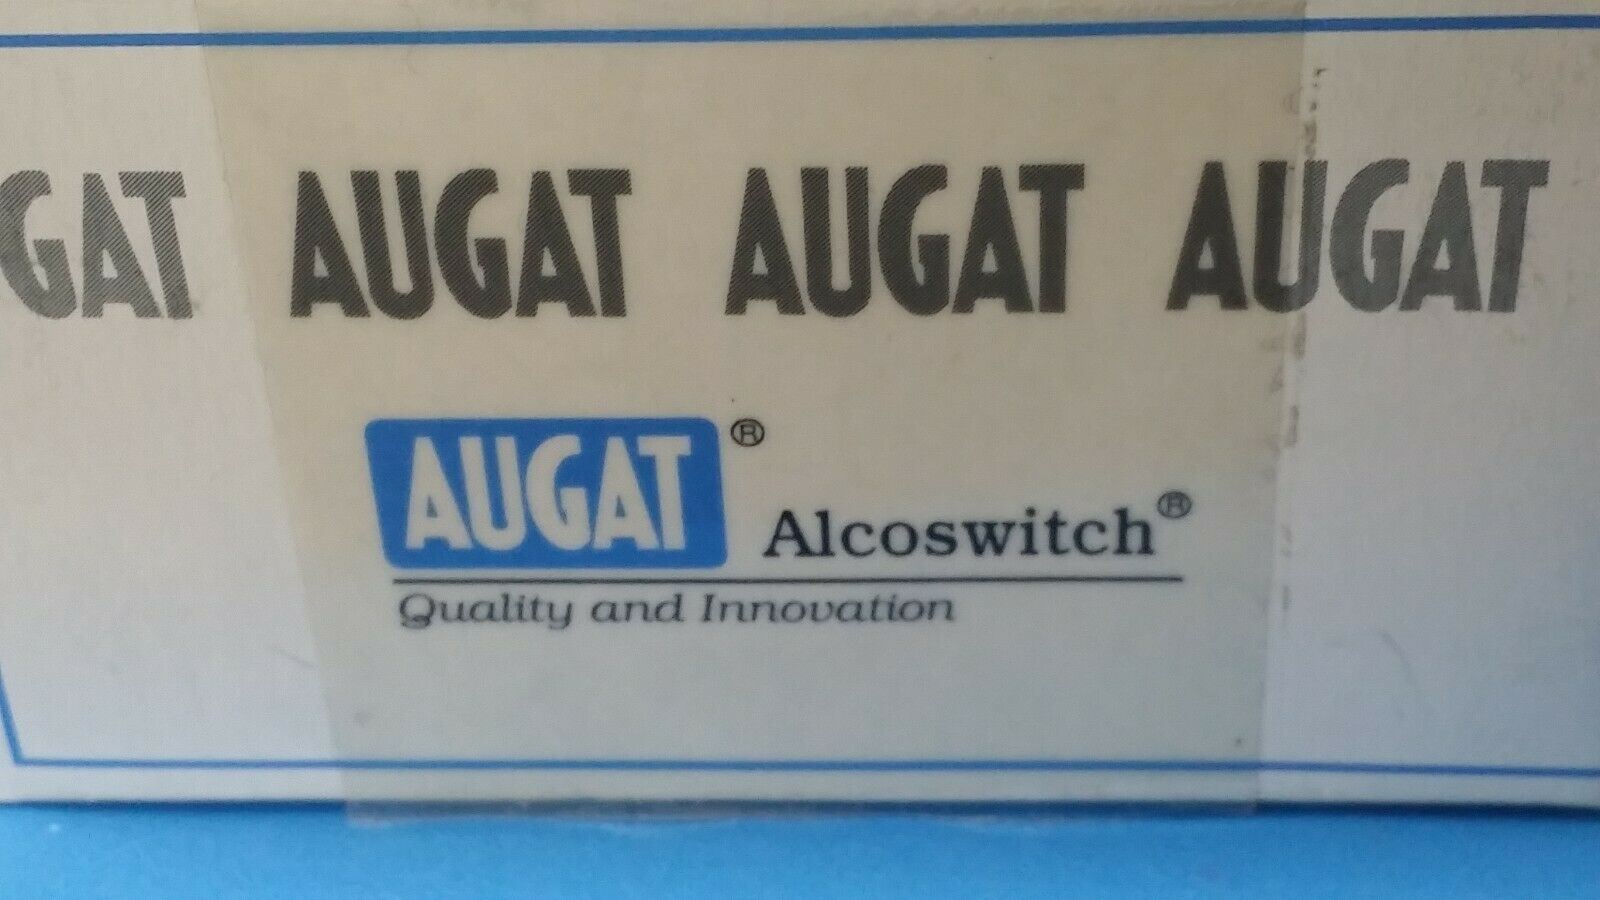 GAT AUGAT AUGAT AUGAT
AUGAT® Alcoswitch®
Quality and Innovation